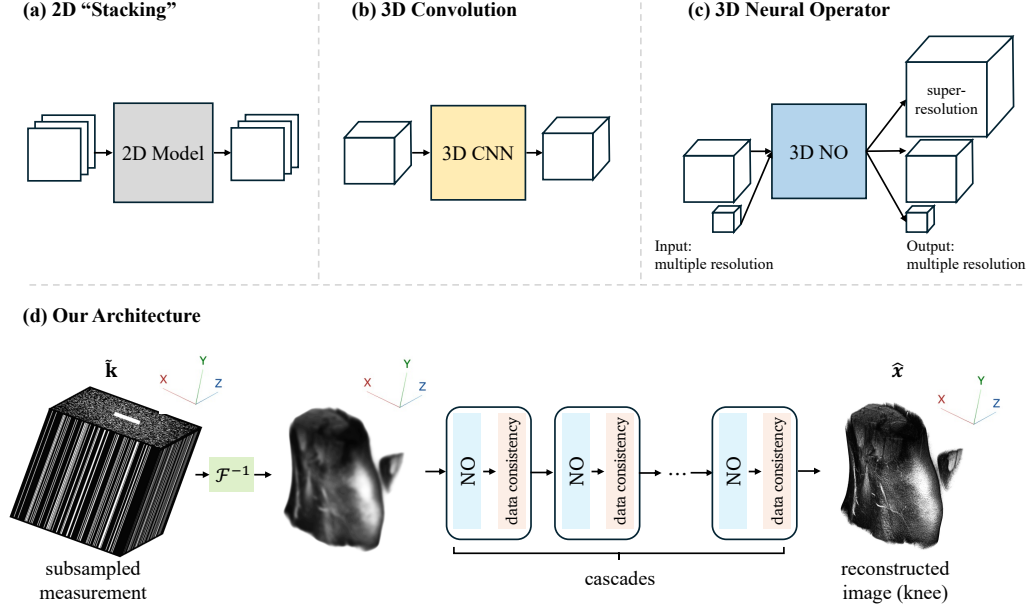 (a) 2D “Stacking”
(b) 3D Convolution
(c) 3D Neural Operator
2D Model
3D CNN
3D NO
super-
resolution
Input:
multiple resolution
Output:
multiple resolution
(d) Our Architecture
k̃
X
Y
Z
X
Y
Z
x̂
X
Y
Z
ℱ⁻¹
NO
data consistency
NO
data consistency
...
NO
data consistency
subsampled
measurement
cascades
reconstructed
image (knee)